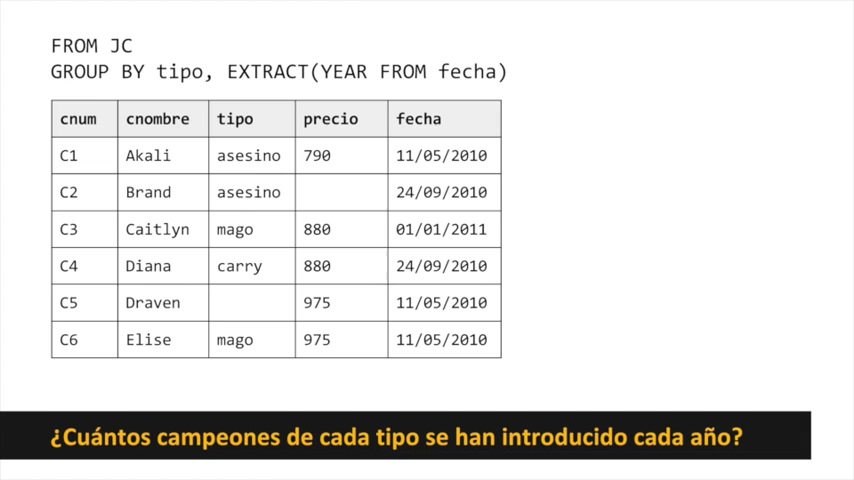 FROM JC
GROUP BY tipo, EXTRACT(YEAR FROM fecha)
cnum cnombre tipo precio fecha
C1 Akali asesino 790 11/05/2010
C2 Brand asesino 24/09/2010
C3 Caitlyn mago 880 01/01/2011
C4 Diana carry 880 24/09/2010
C5 Draven 975 11/05/2010
C6 Elise mago 975 11/05/2010
¿Cuántos campeones de cada tipo se han introducido cada año?